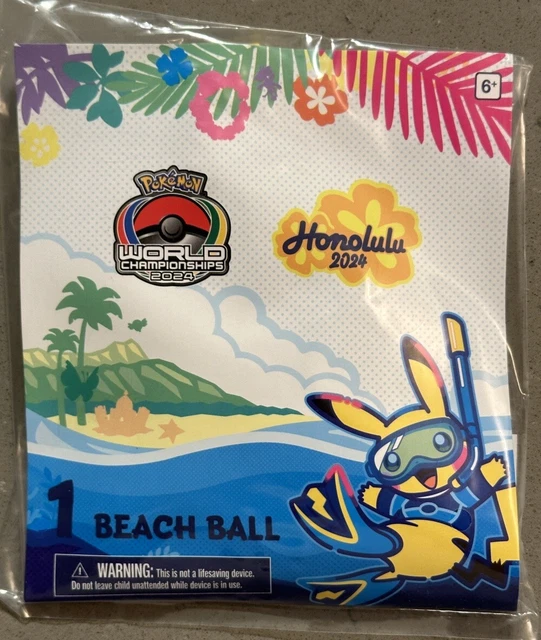 6+
Pokémon
WORLD
CHAMPIONSHIPS
2024
Honolulu
2024
1 BEACH BALL
WARNING: This is not a lifesaving device.
Do not leave child unattended while device is in use.